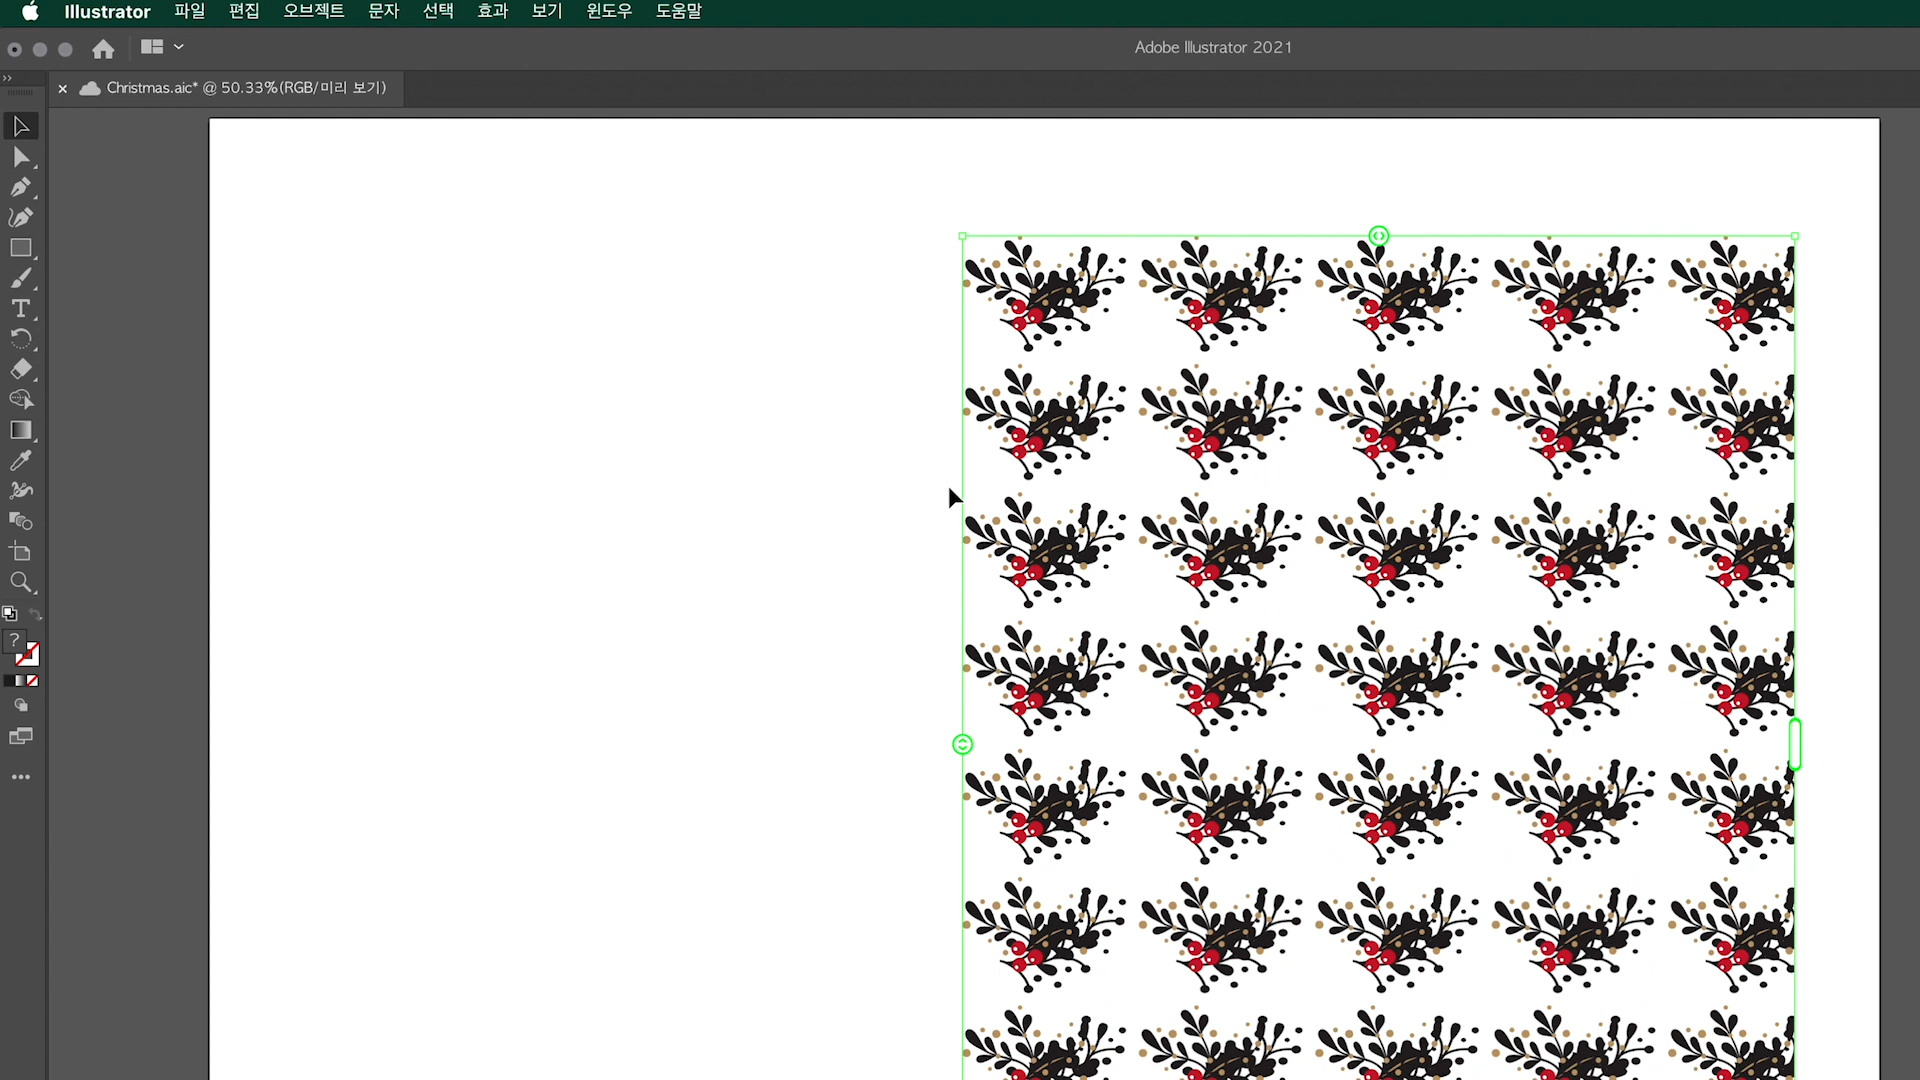 Illustrator 파일 편집 오브젝트 문자 선택 효과 보기 윈도우 도움말
Adobe Illustrator 2021
× Christmas.aic* @ 50.33%(RGB/미리 보기)
T
?